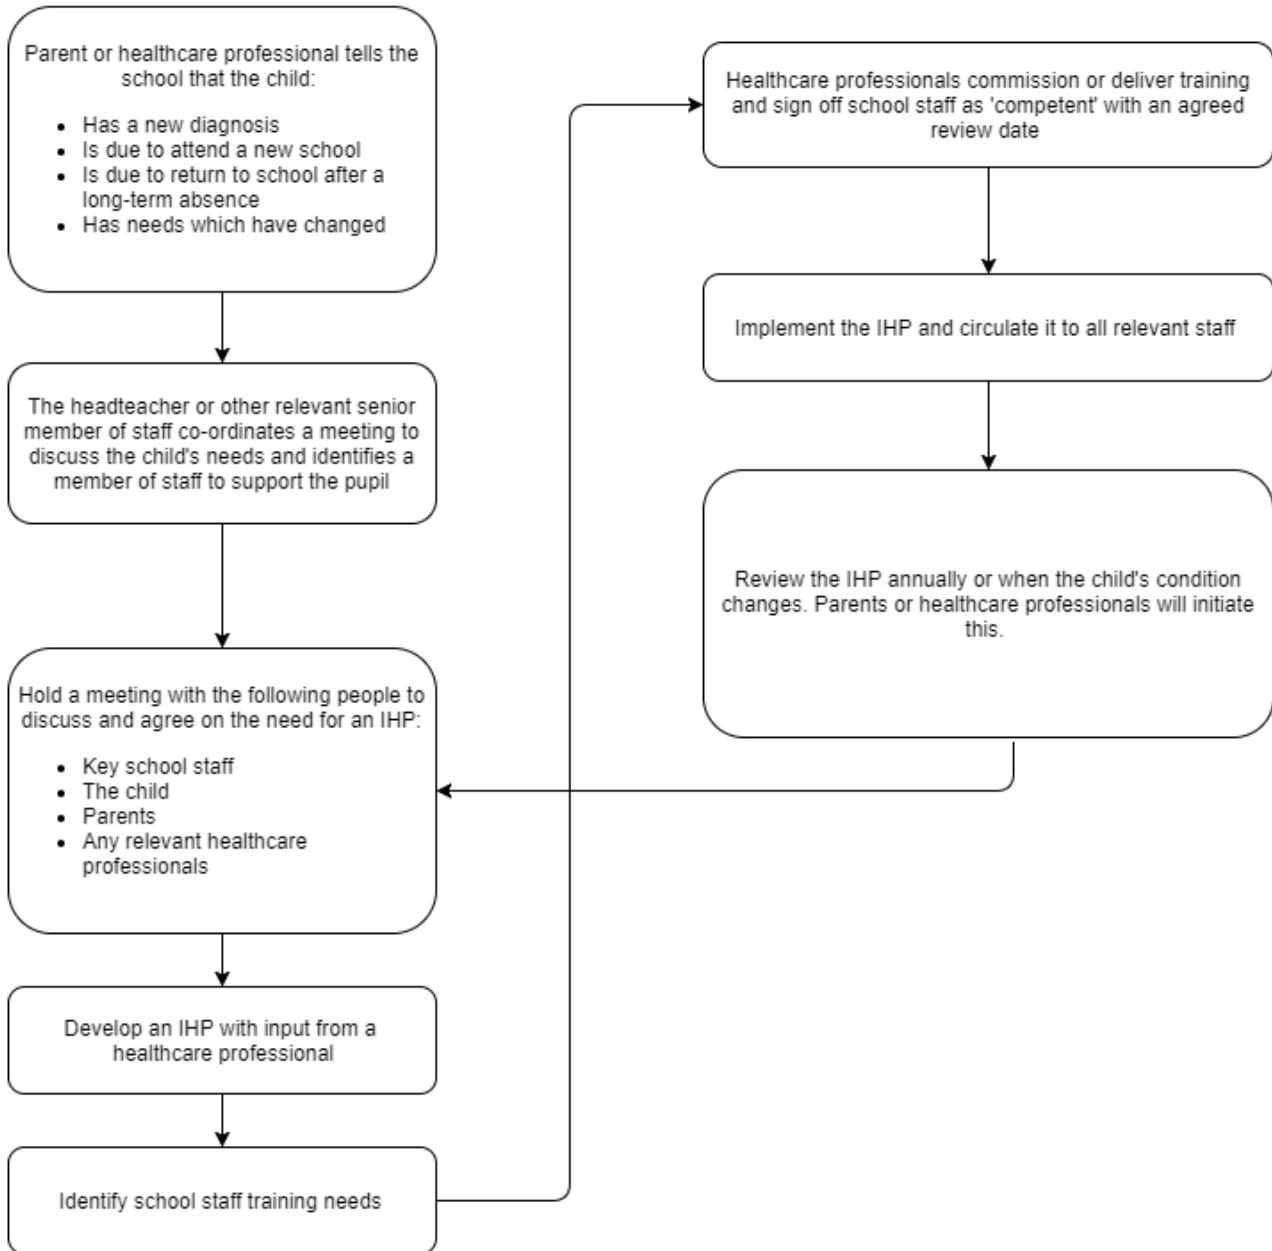 Parent or healthcare professional tells the
school that the child:
• Has a new diagnosis
• Is due to attend a new school
• Is due to return to school after a
long-term absence
• Has needs which have changed
The headteacher or other relevant senior
member of staff co-ordinates a meeting to
discuss the child's needs and identifies a
member of staff to support the pupil
Hold a meeting with the following people to
discuss and agree on the need for an IHP:
• Key school staff
• The child
• Parents
• Any relevant healthcare
professionals
Develop an IHP with input from a
healthcare professional
Identify school staff training needs
Healthcare professionals commission or deliver training
and sign off school staff as 'competent' with an agreed
review date
Implement the IHP and circulate it to all relevant staff
Review the IHP annually or when the child's condition
changes. Parents or healthcare professionals will initiate
this.